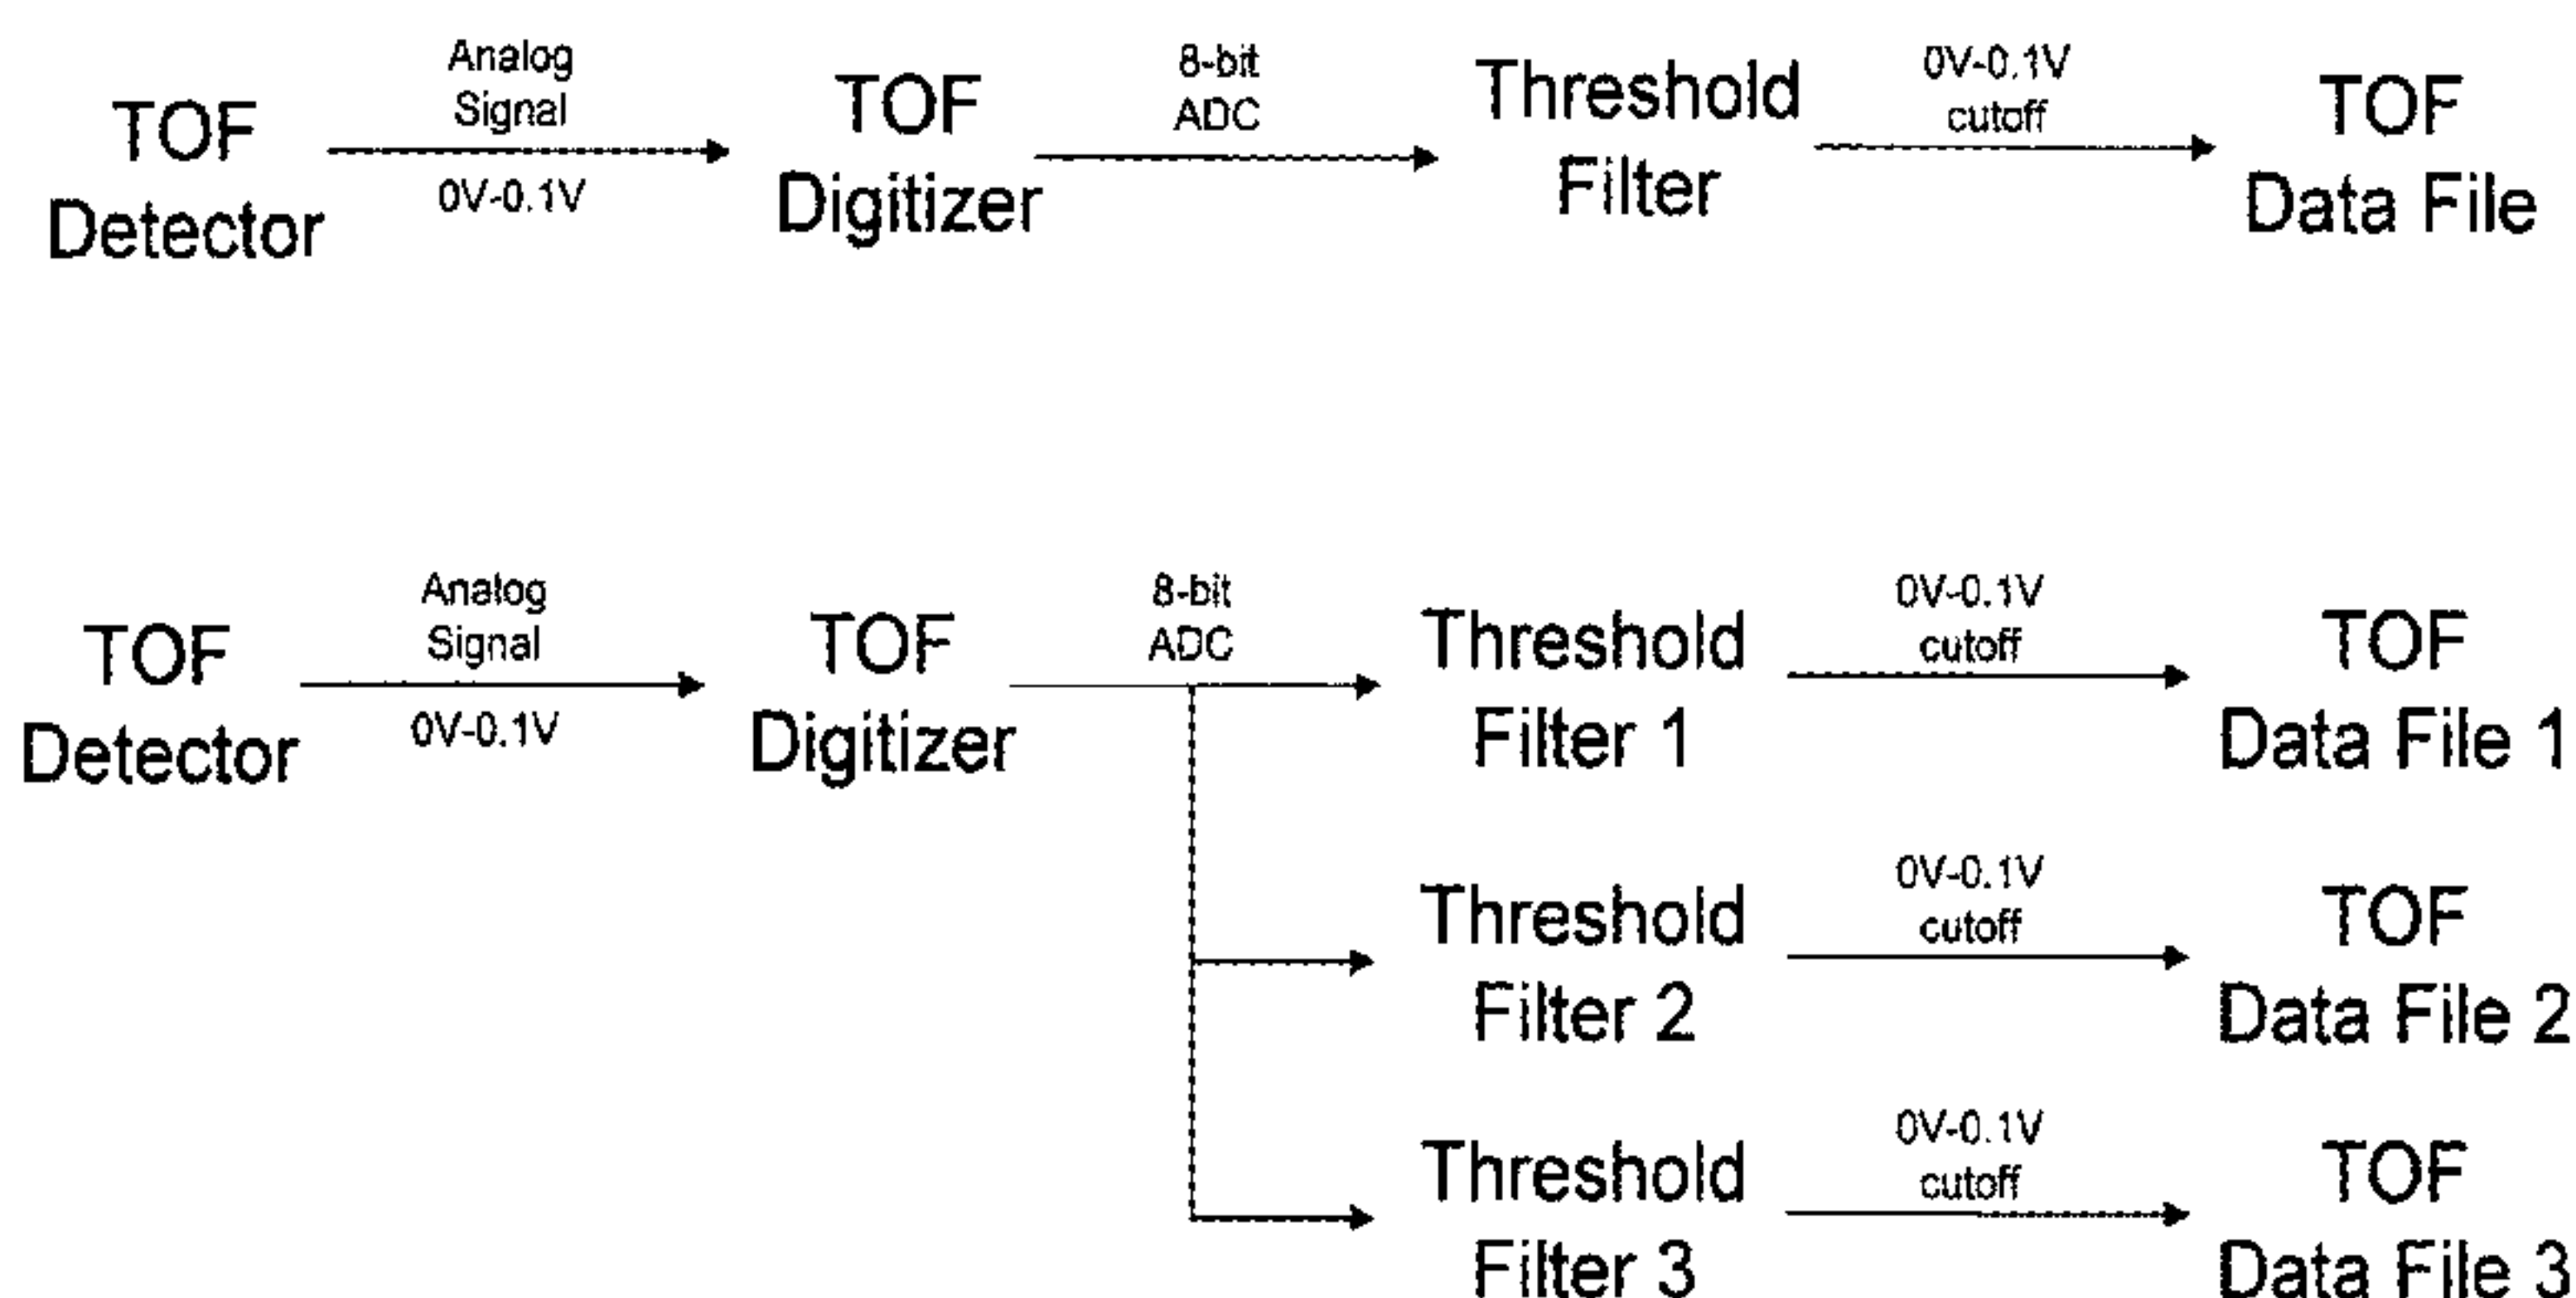 TOF
Detector
Analog
Signal
0V-0.1V
TOF
Digitizer
8-bit
ADC
Threshold
Filter
0V-0.1V
cutoff
TOF
Data File
TOF
Detector
Analog
Signal
0V-0.1V
TOF
Digitizer
8-bit
ADC
Threshold
Filter 1
0V-0.1V
cutoff
TOF
Data File 1
Threshold
Filter 2
0V-0.1V
cutoff
TOF
Data File 2
Threshold
Filter 3
0V-0.1V
cutoff
TOF
Data File 3